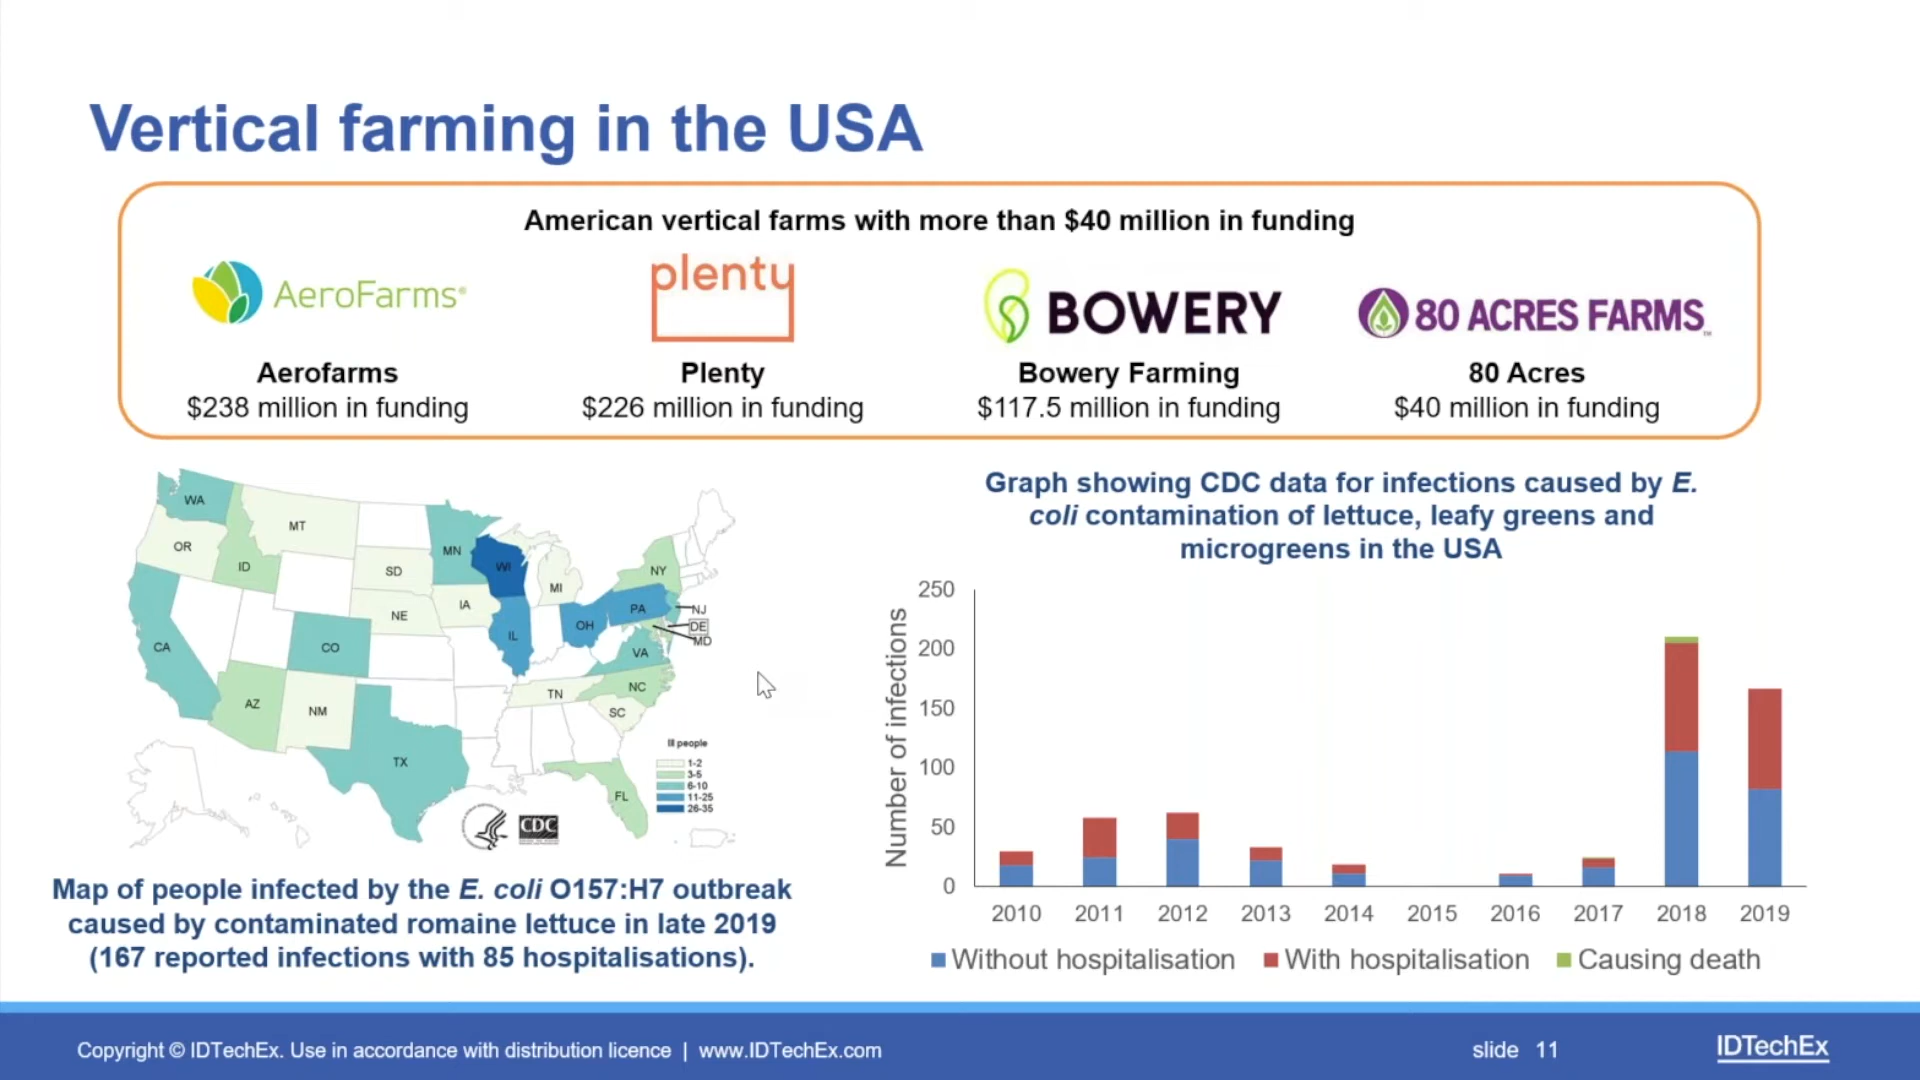 Vertical farming in the USA
American vertical farms with more than $40 million in funding
AeroFarms®
plenty
BOWERY
80 ACRES FARMS™
Aerofarms
$238 million in funding
Plenty
$226 million in funding
Bowery Farming
$117.5 million in funding
80 Acres
$40 million in funding
WA
MT
OR
ID
SD
MN
WI
MI
NY
NE
IA
IL
OH
PA
NJ
DE
MD
CA
CO
VA
AZ
NM
TN
NC
SC
TX
FL
Ill people
1-2
3-5
6-10
11-25
26-35
CDC
Map of people infected by the E. coli O157:H7 outbreak
caused by contaminated romaine lettuce in late 2019
(167 reported infections with 85 hospitalisations).
Graph showing CDC data for infections caused by E.
coli contamination of lettuce, leafy greens and
microgreens in the USA
Number of infections
250
200
150
100
50
0
2010 2011 2012 2013 2014 2015 2016 2017 2018 2019
Without hospitalisation With hospitalisation Causing death
Copyright © IDTechEx. Use in accordance with distribution licence | www.IDTechEx.com
slide 11
IDTechEx